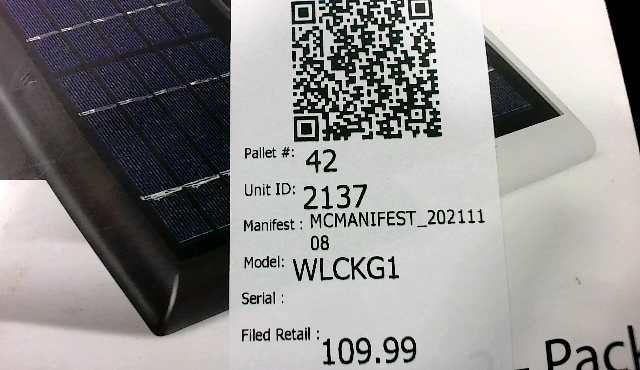 Pallet #: 42
Unit ID: 2137
Manifest : MCMANIFEST_202111
08
Model: WLCKG1
Serial :
Filed Retail : 109.99
- Pack